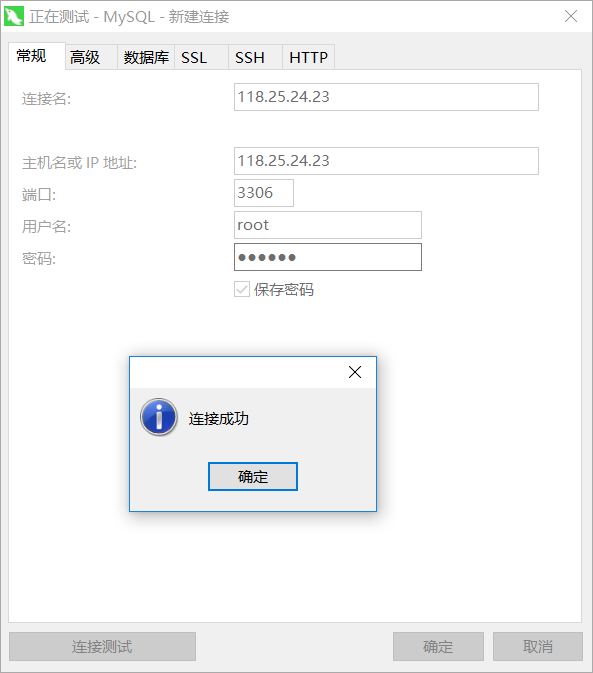 正在测试 - MySQL - 新建连接
常规 高级 数据库 SSL SSH HTTP
连接名: 118.25.24.23
主机名或 IP 地址: 118.25.24.23
端口: 3306
用户名: root
密码: ●●●●●●
保存密码
连接成功
确定
连接测试 确定 取消